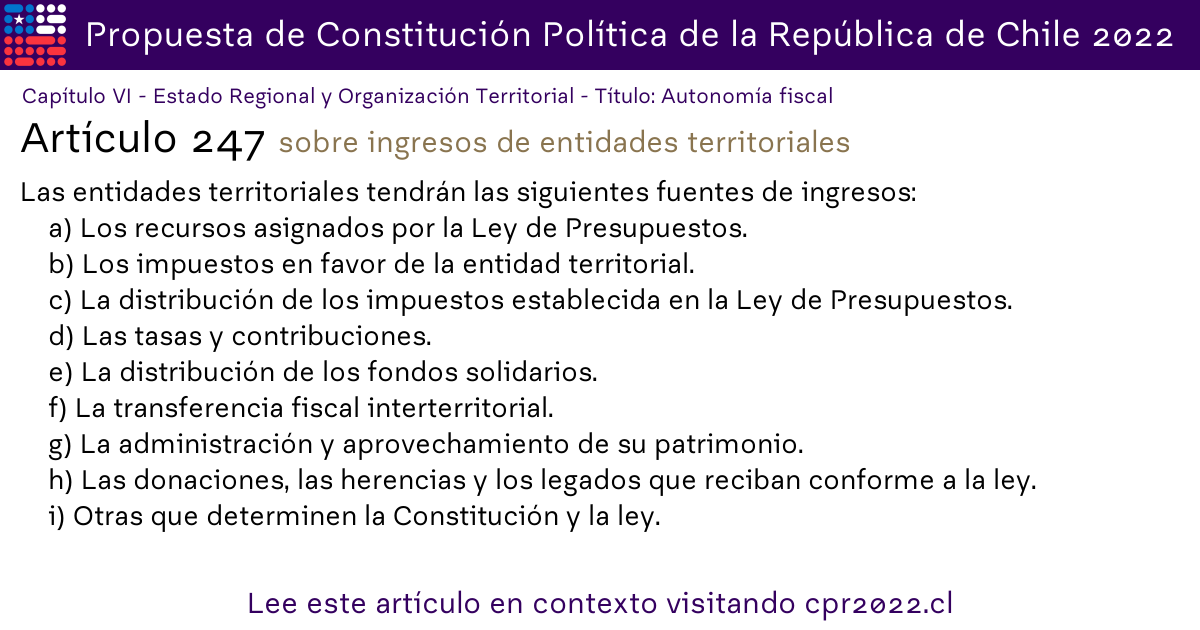 Propuesta de Constitución Política de la República de Chile 2022
Capítulo VI - Estado Regional y Organización Territorial - Título: Autonomía fiscal
Artículo 247 sobre ingresos de entidades territoriales
Las entidades territoriales tendrán las siguientes fuentes de ingresos:
a) Los recursos asignados por la Ley de Presupuestos.
b) Los impuestos en favor de la entidad territorial.
c) La distribución de los impuestos establecida en la Ley de Presupuestos.
d) Las tasas y contribuciones.
e) La distribución de los fondos solidarios.
f) La transferencia fiscal interterritorial.
g) La administración y aprovechamiento de su patrimonio.
h) Las donaciones, las herencias y los legados que reciban conforme a la ley.
i) Otras que determinen la Constitución y la ley.
Lee este artículo en contexto visitando cpr2022.cl